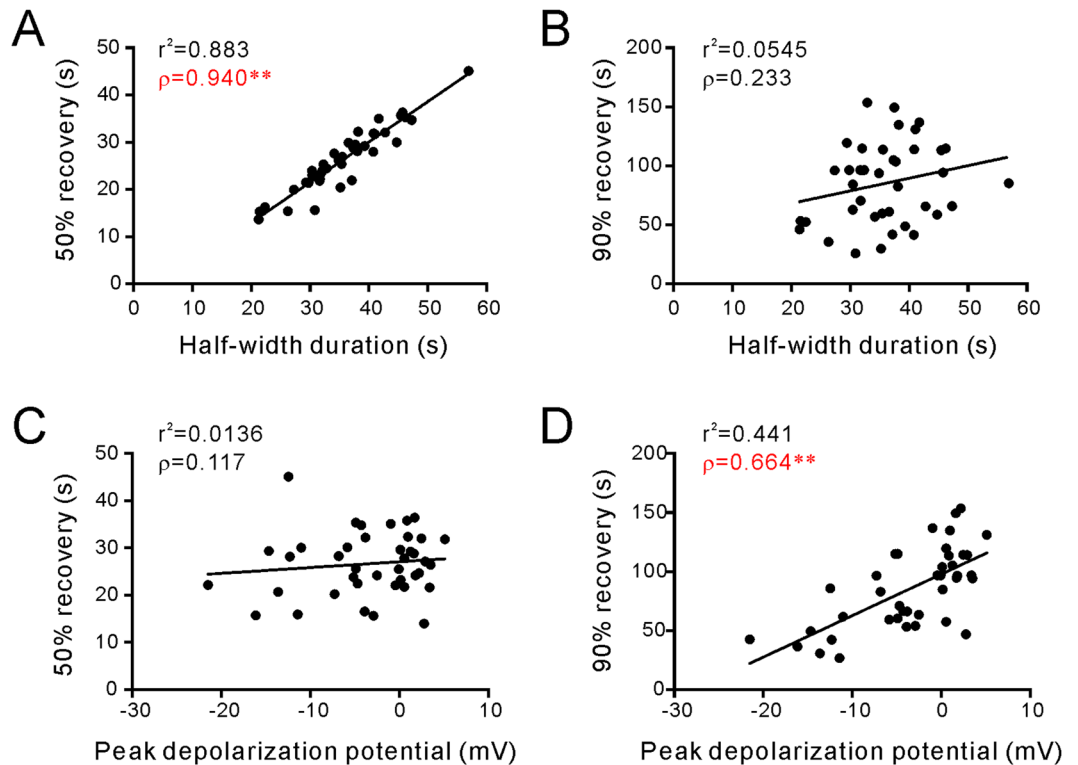 A
r²=0.883
ρ=0.940**
50% recovery (s)
50
40
30
20
10
0
0 10 20 30 40 50 60
Half-width duration (s)
B
r²=0.0545
ρ=0.233
90% recovery (s)
200
150
100
50
0
0 10 20 30 40 50 60
Half-width duration (s)
C
r²=0.0136
ρ=0.117
50% recovery (s)
50
40
30
20
10
0
-30 -20 -10 0 10
Peak depolarization potential (mV)
D
r²=0.441
ρ=0.664**
90% recovery (s)
200
150
100
50
0
-30 -20 -10 0 10
Peak depolarization potential (mV)